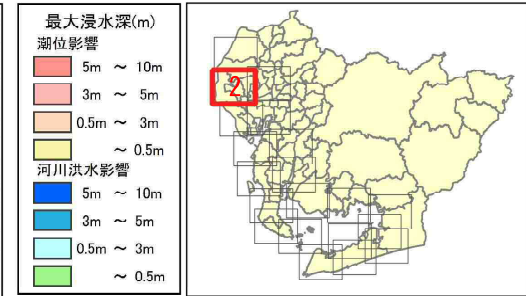 最大浸水深(m)
潮位影響
5m ～ 10m
3m ～ 5m
0.5m ～ 3m
～ 0.5m
河川洪水影響
5m ～ 10m
3m ～ 5m
0.5m ～ 3m
～ 0.5m
2